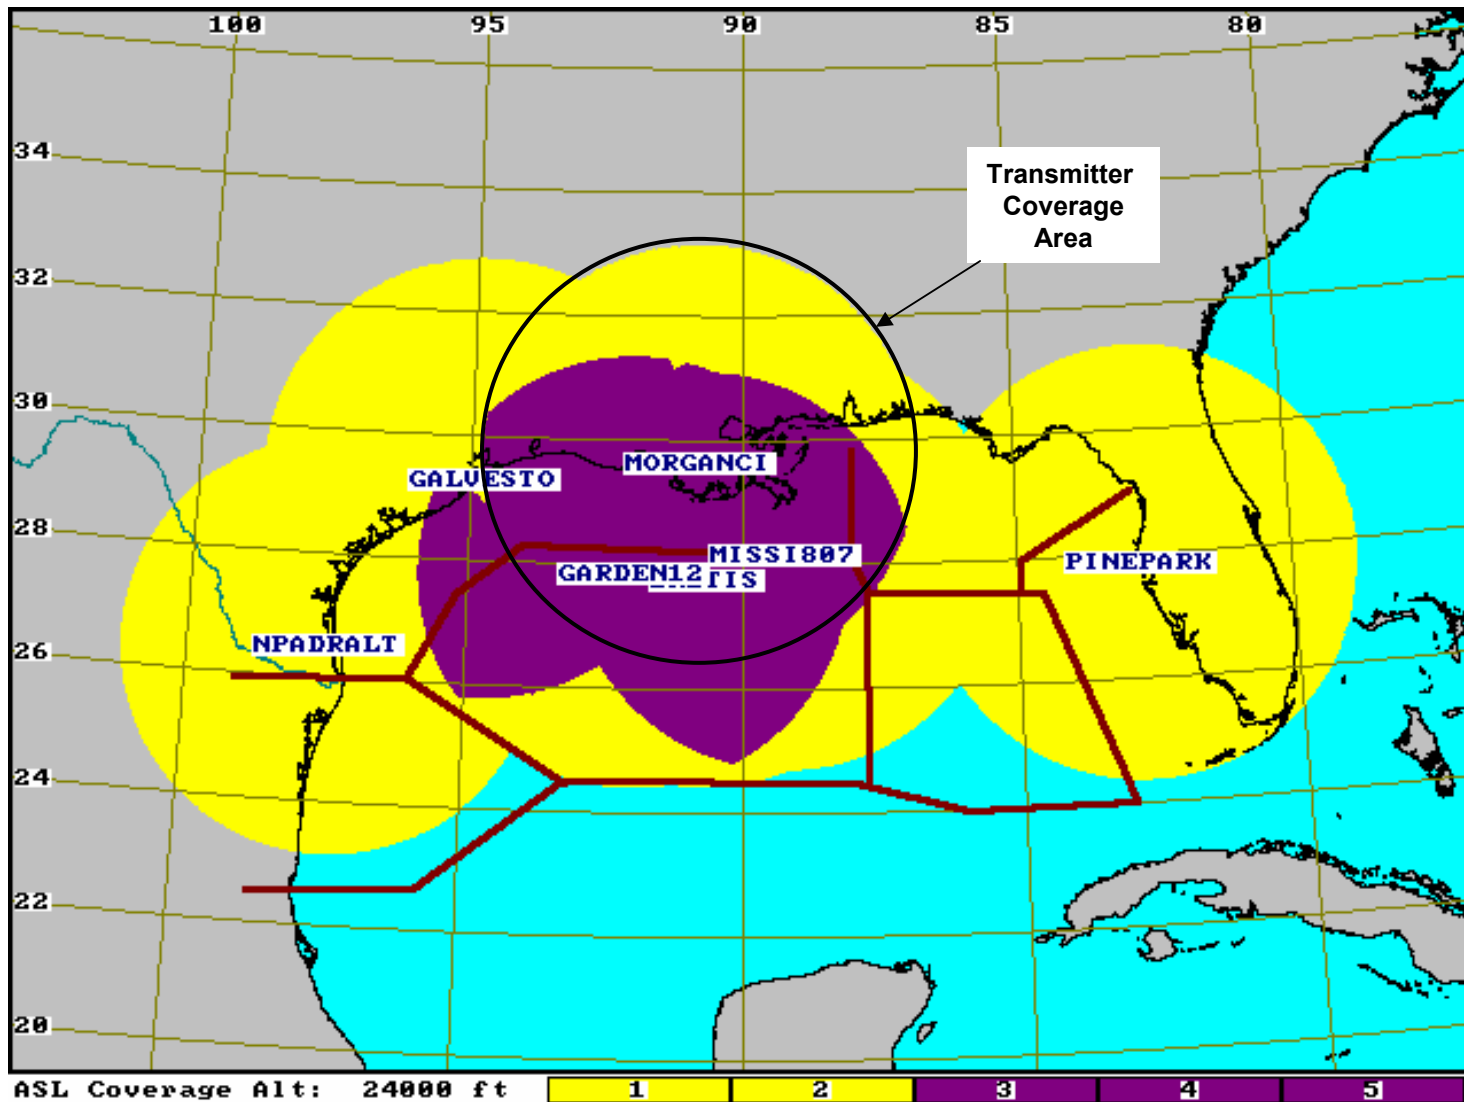 100 95 90 85 80
34
Transmitter
Coverage
Area
32
30
MORGANCI
GALVESTO
28
MISSI807
PINEPARK
GARDEN12
NPADRALT
26
24
22
20
ASL Coverage Alt: 24000 ft 1 2 3 4 5